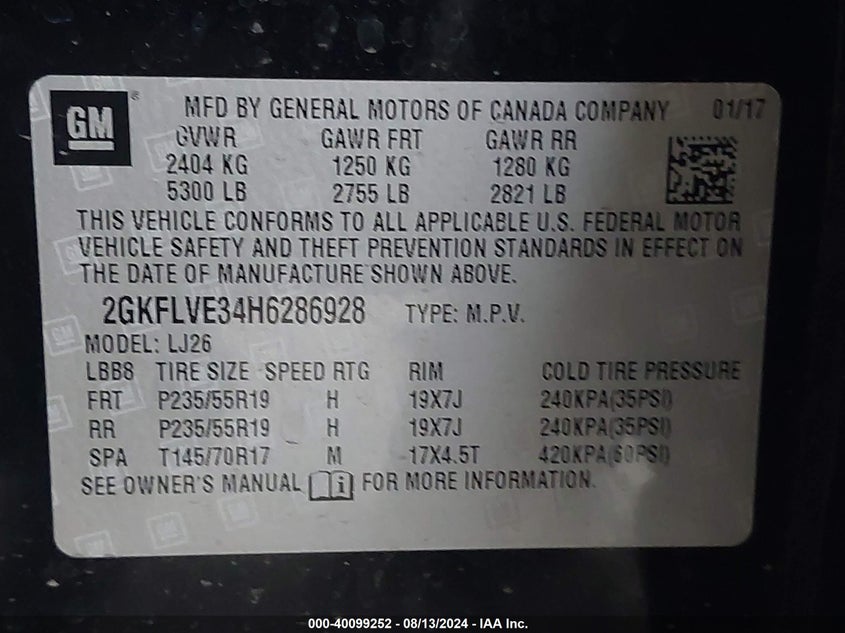 GM ® MFD BY GENERAL MOTORS OF CANADA COMPANY 01/17
GVWR GAWR FRT GAWR RR
2404 KG 1250 KG 1280 KG
5300 LB 2755 LB 2821 LB
THIS VEHICLE CONFORMS TO ALL APPLICABLE U.S. FEDERAL MOTOR
VEHICLE SAFETY AND THEFT PREVENTION STANDARDS IN EFFECT ON
THE DATE OF MANUFACTURE SHOWN ABOVE.
2GKFLVE34H6286928 TYPE: M.P.V.
MODEL: LJ26
LBB8 TIRE SIZE SPEED RTG RIM COLD TIRE PRESSURE
FRT P235/55R19 H 19X7J 240KPA(35PSI)
RR P235/55R19 H 19X7J 240KPA(35PSI)
SPA T145/70R17 M 17X4.5T 420KPA(60PSI)
SEE OWNER'S MANUAL i FOR MORE INFORMATION.
000-40099252 - 08/13/2024 - IAA Inc.